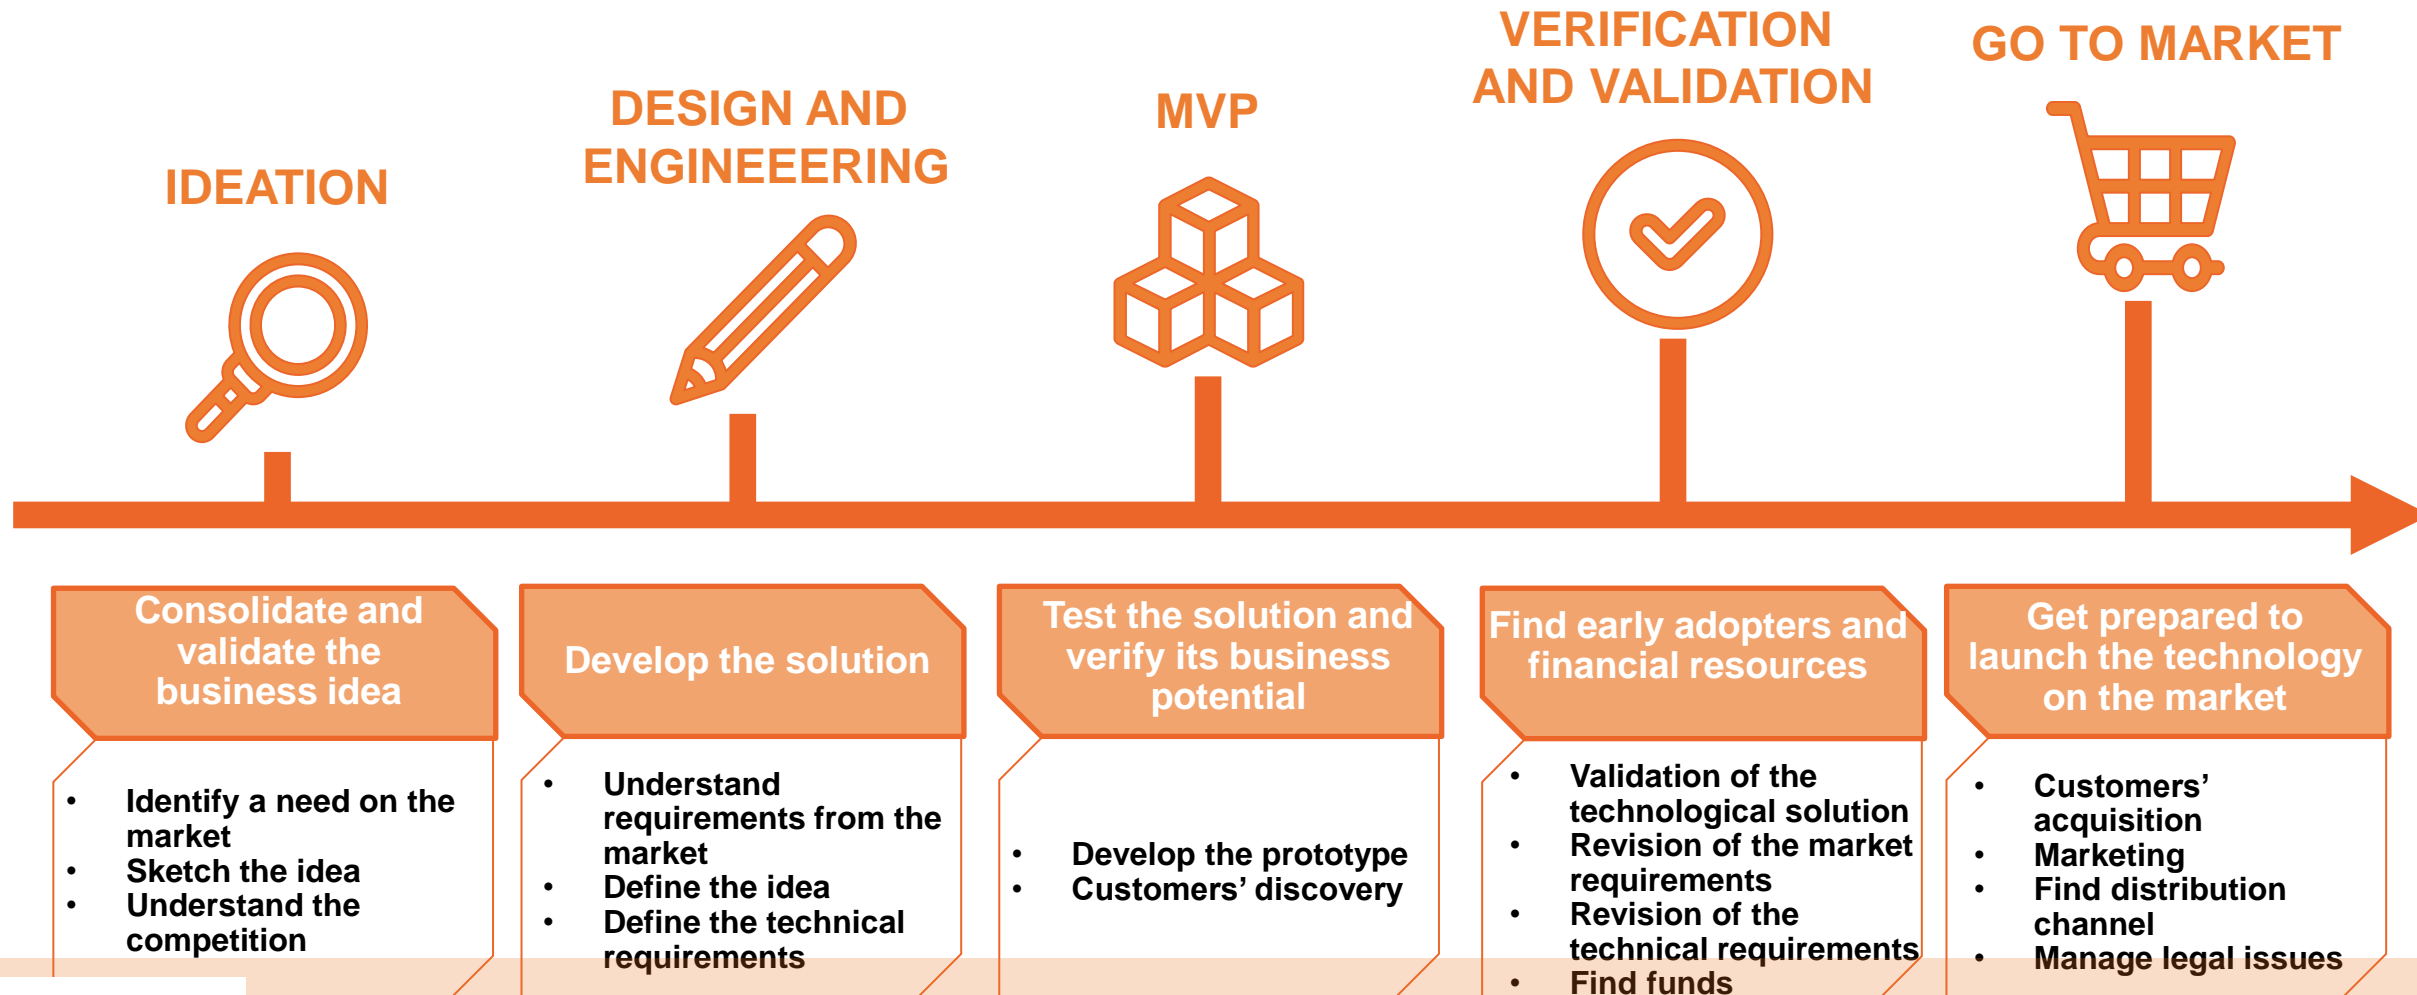 IDEATION
DESIGN AND
ENGINEEERING
MVP
VERIFICATION
AND VALIDATION
GO TO MARKET
Consolidate and
validate the
business idea
• Identify a need on the
market
• Sketch the idea
• Understand the
competition
Develop the solution
• Understand
requirements from the
market
• Define the idea
• Define the technical
requirements
Test the solution and
verify its business
potential
• Develop the prototype
• Customers’ discovery
Find early adopters and
financial resources
• Validation of the
technological solution
• Revision of the market
requirements
• Revision of the
technical requirements
• Find funds
Get prepared to
launch the technology
on the market
• Customers’
acquisition
• Marketing
• Find distribution
channel
• Manage legal issues